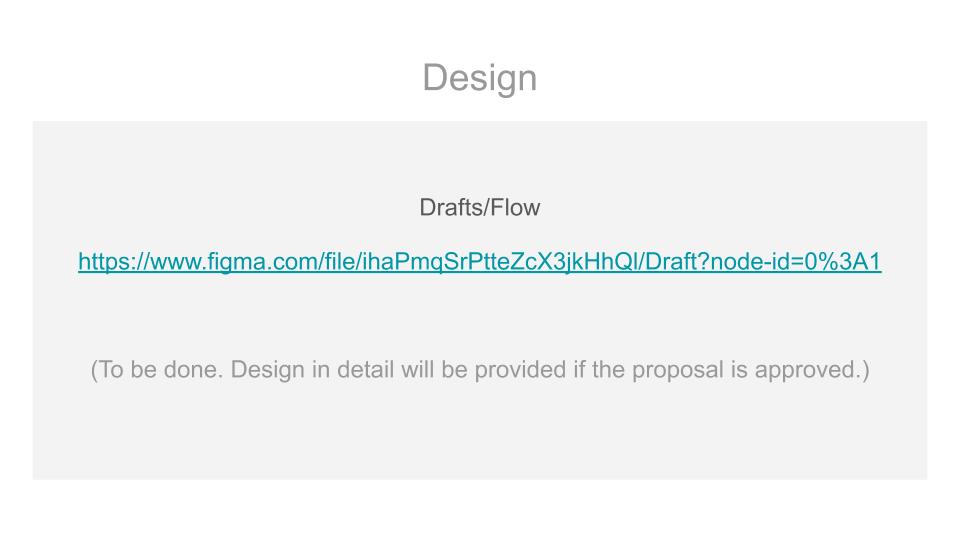 Design
Drafts/Flow
https://www.figma.com/file/ihaPmqSrPtteZcX3jkHhQl/Draft?node-id=0%3A1
(To be done. Design in detail will be provided if the proposal is approved.)